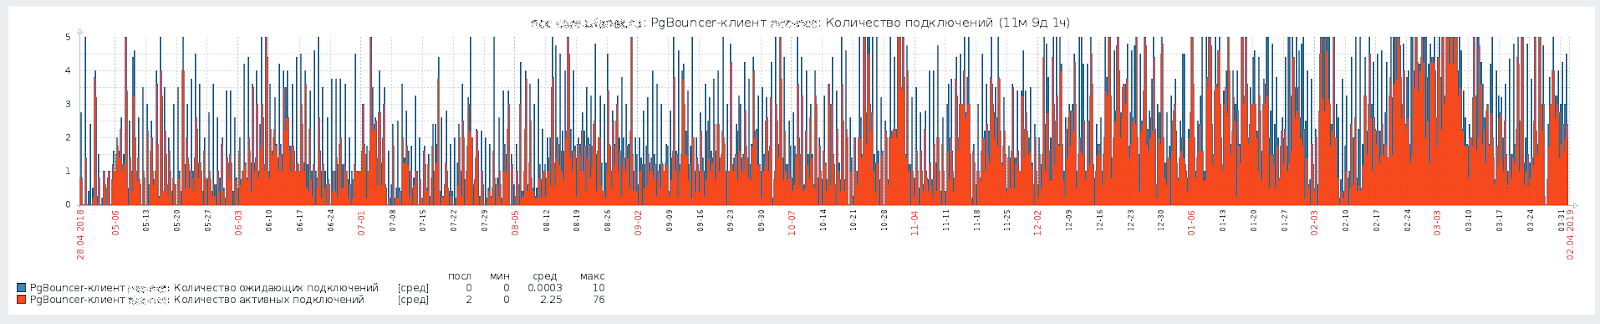 : PgBouncer-клиент : Количество подключений (11м 9д 1ч)
5
4
3
2
1
0
28.04.2018 05-06 05-13 05-20 05-27 06-03 06-10 06-17 06-24 07-01 07-08 07-15 07-22 07-29 08-05 08-12 08-19 08-26 09-02 09-09 09-16 09-23 09-30 10-07 10-14 10-21 10-28 11-04 11-11 11-18 11-25 12-02 12-09 12-16 12-23 12-30 01-06 01-13 01-20 01-27 02-03 02-10 02-17 02-24 03-03 03-10 03-17 03-24 03-31 02.04.2019
посл мин сред макс
PgBouncer-клиент : Количество ожидающих подключений [сред] 0 0 0.0003 10
PgBouncer-клиент : Количество активных подключений [сред] 2 0 2.25 76